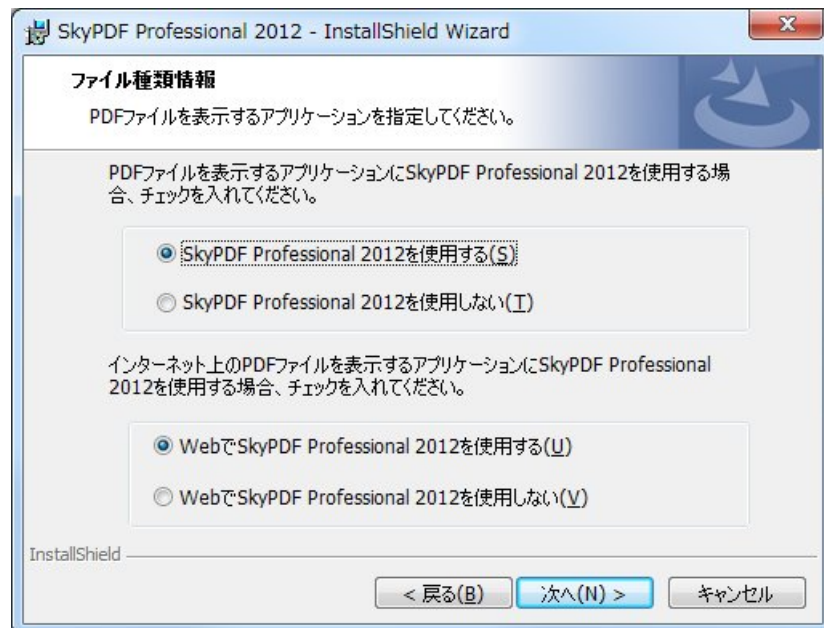 SkyPDF Professional 2012 - InstallShield Wizard
ファイル種類情報
PDFファイルを表示するアプリケーションを指定してください。
PDFファイルを表示するアプリケーションにSkyPDF Professional 2012を使用する場
合、チェックを入れてください。
SkyPDF Professional 2012を使用する(S)
SkyPDF Professional 2012を使用しない(T)
インターネット上のPDFファイルを表示するアプリケーションにSkyPDF Professional
2012を使用する場合、チェックを入れてください。
WebでSkyPDF Professional 2012を使用する(U)
WebでSkyPDF Professional 2012を使用しない(V)
InstallShield
< 戻る(B) 次へ(N) > キャンセル